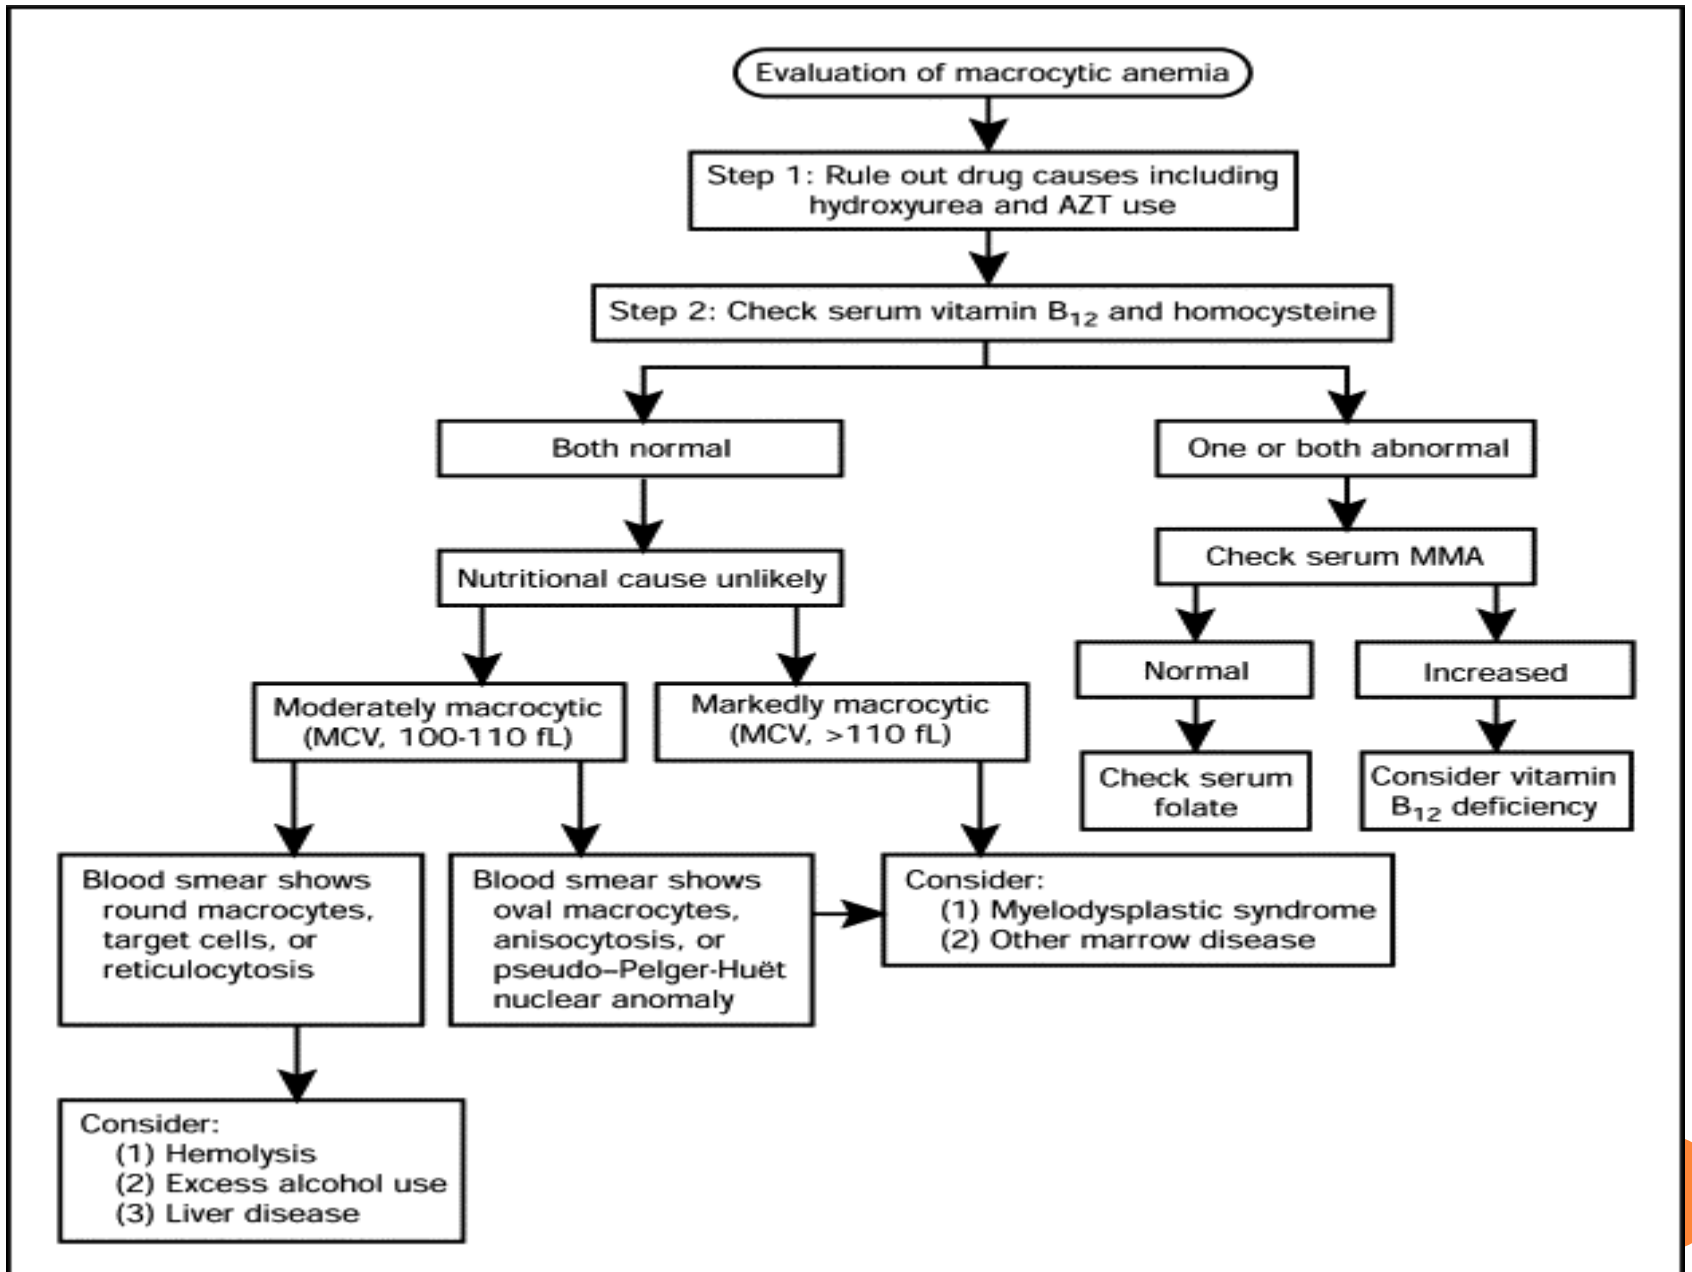 Evaluation of macrocytic anemia
Step 1: Rule out drug causes including
hydroxyurea and AZT use
Step 2: Check serum vitamin B₁₂ and homocysteine
Both normal
One or both abnormal
Nutritional cause unlikely
Check serum MMA
Moderately macrocytic
(MCV, 100-110 fL)
Markedly macrocytic
(MCV, >110 fL)
Normal
Increased
Check serum
folate
Consider vitamin
B₁₂ deficiency
Blood smear shows
round macrocytes,
target cells, or
reticulocytosis
Blood smear shows
oval macrocytes,
anisocytosis, or
pseudo–Pelger-Huët
nuclear anomaly
Consider:
(1) Myelodysplastic syndrome
(2) Other marrow disease
Consider:
(1) Hemolysis
(2) Excess alcohol use
(3) Liver disease